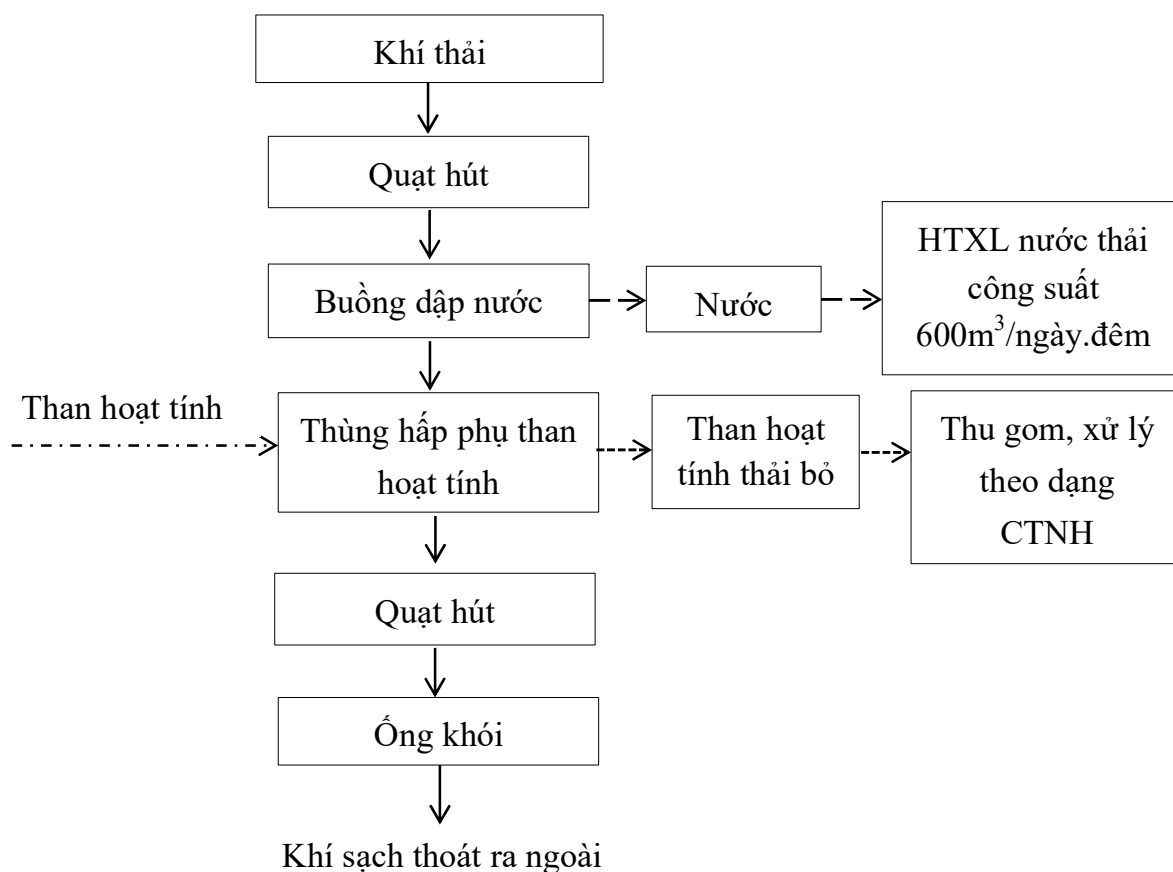 Khí thải
Quạt hút
Buồng dập nước
Nước
HTXL nước thải
công suất
600m³/ngày.đêm
Than hoạt tính
Thùng hấp phụ than
hoạt tính
Than hoạt
tính thải bỏ
Thu gom, xử lý
theo dạng
CTNH
Quạt hút
Ống khói
Khí sạch thoát ra ngoài